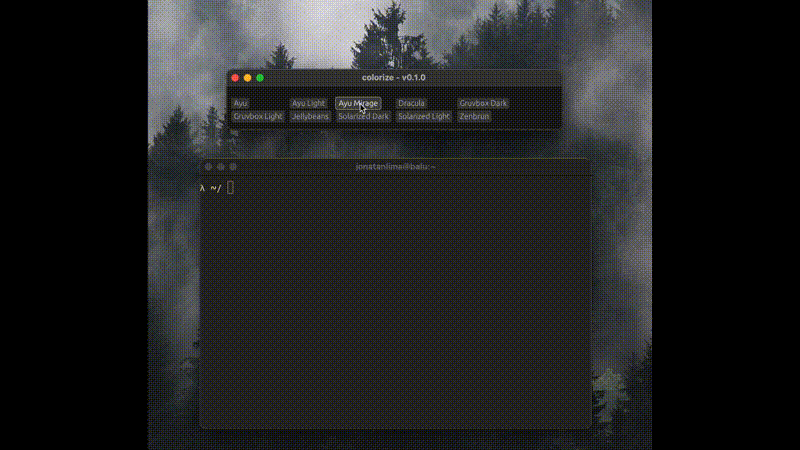 colorize - v0.1.0
Ayu Ayu Light Ayu Mirage Dracula Gruvbox Dark
Gruvbox Light Jellybeans Solarized Dark Solarized Light Zenbrun
jonatanlima@balu:~
λ ~/